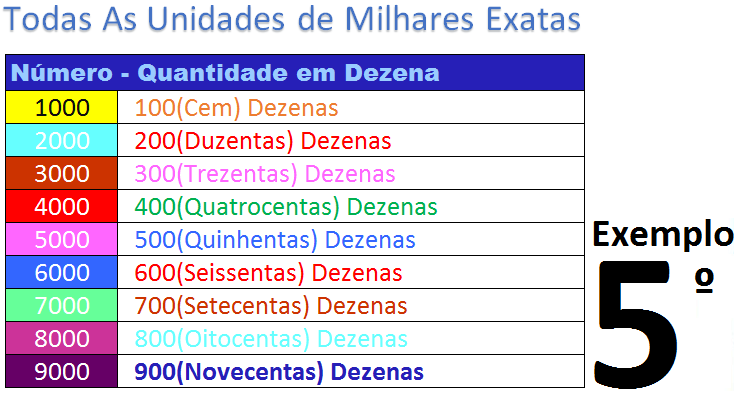 Todas As Unidades de Milhares Exatas
Número - Quantidade em Dezena
1000 100(Cem) Dezenas
2000 200(Duzentas) Dezenas
3000 300(Trezentas) Dezenas
4000 400(Quatrocentas) Dezenas
5000 500(Quinhentas) Dezenas
6000 600(Seissentas) Dezenas
7000 700(Setecentas) Dezenas
8000 800(Oitocentas) Dezenas
9000 900(Novecentas) Dezenas
Exemplo
5º